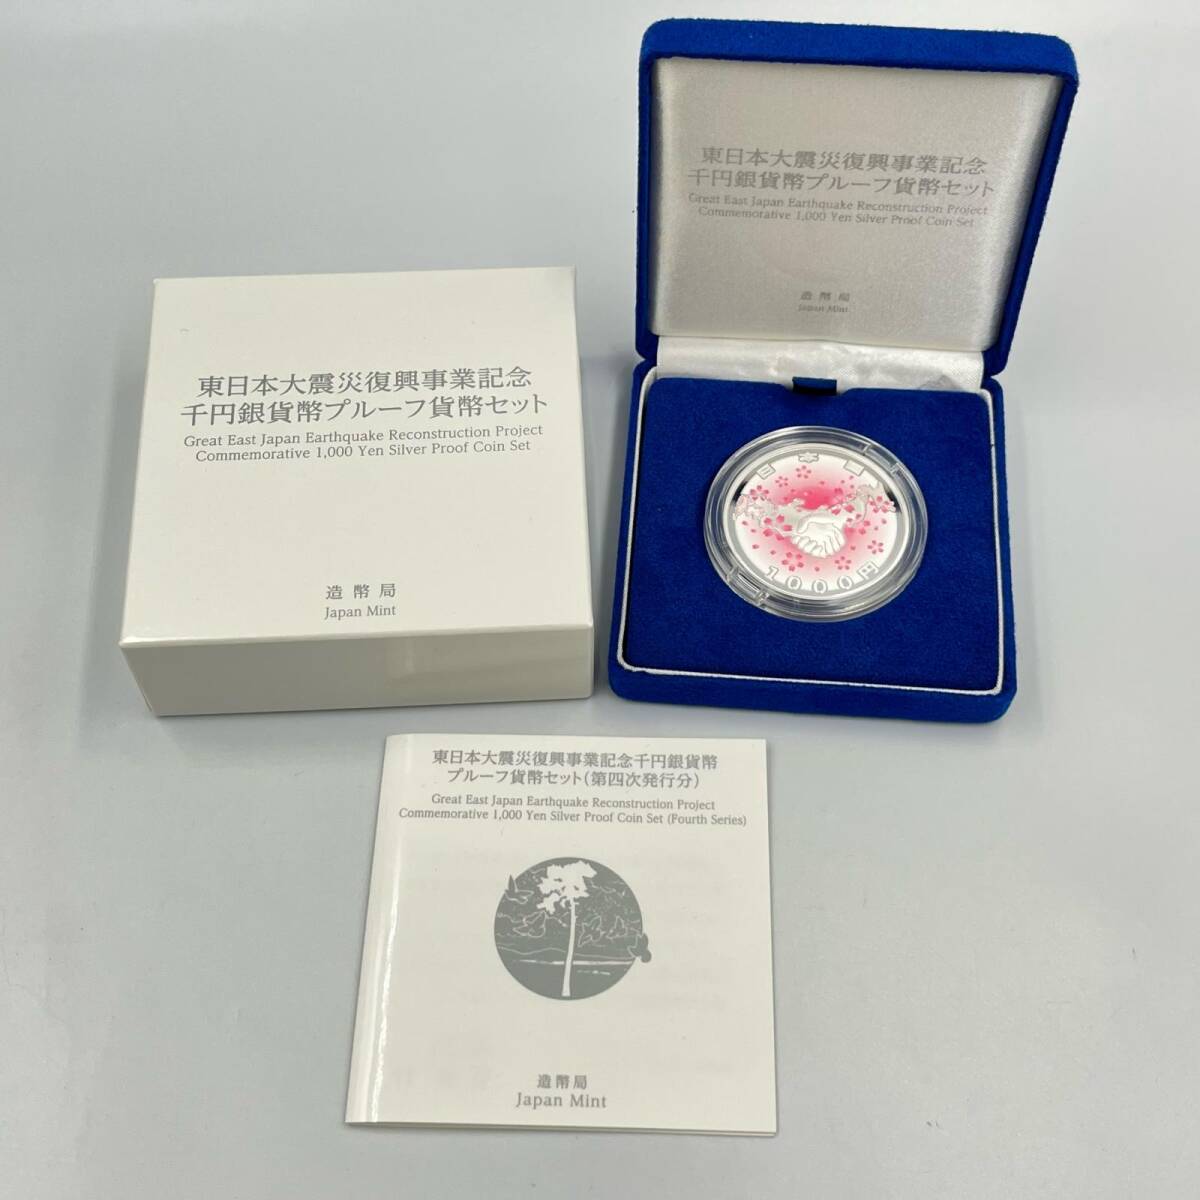 東日本大震災復興事業記念
千円銀貨幣プルーフ貨幣セット
Great East Japan Earthquake Reconstruction Project
Commemorative 1,000 Yen Silver Proof Coin Set
造幣局
Japan Mint
東日本大震災復興事業記念
千円銀貨幣プルーフ貨幣セット
Great East Japan Earthquake Reconstruction Project
Commemorative 1,000 Yen Silver Proof Coin Set
造幣局
Japan Mint
日本国
1000円
東日本大震災復興事業記念千円銀貨幣
プルーフ貨幣セット(第四次発行分)
Great East Japan Earthquake Reconstruction Project
Commemorative 1,000 Yen Silver Proof Coin Set (Fourth Series)
造幣局
Japan Mint